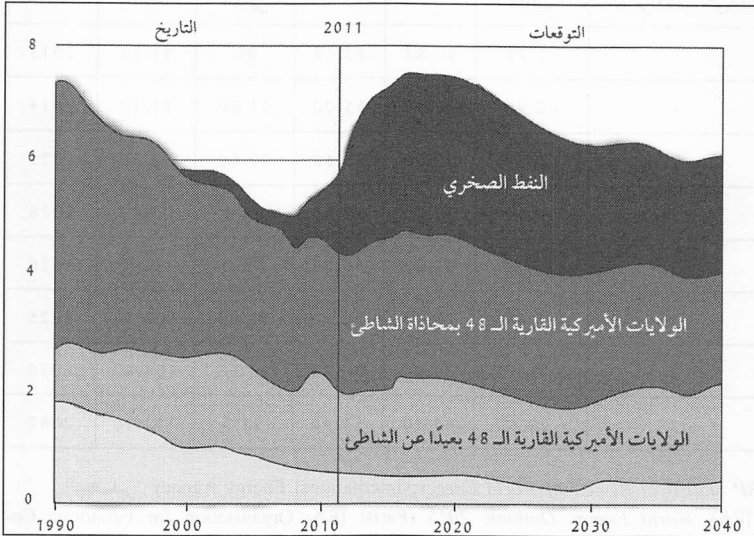 التاريخ 2011 التوقعات
8
6
4
2
0
النفط الصخري
الولايات الأميركية القارية الـ 48 بمحاذاة الشاطئ
الولايات الأميركية القارية الـ 48 بعيدًا عن الشاطئ
1990 2000 2010 2020 2030 2040